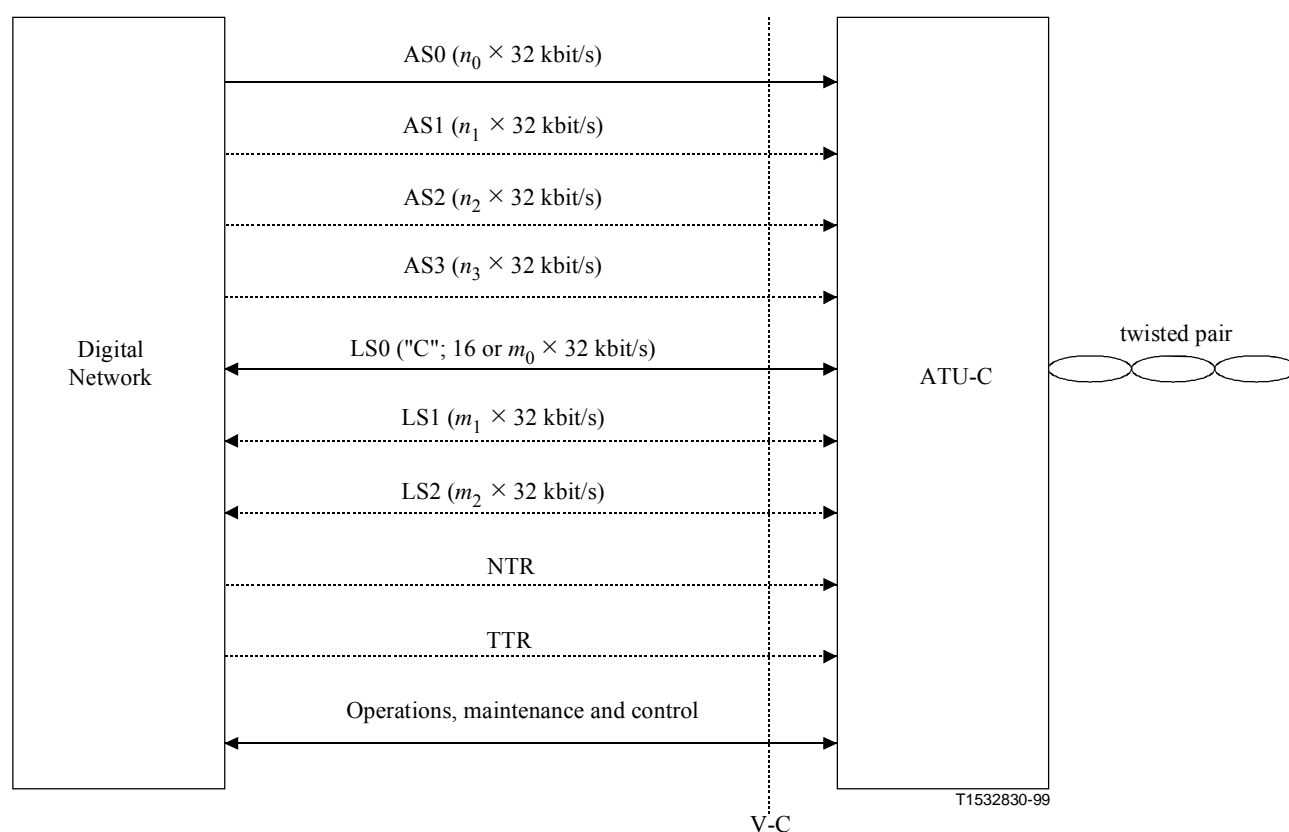 AS0 (n0 × 32 kbit/s)
AS1 (n1 × 32 kbit/s)
AS2 (n2 × 32 kbit/s)
AS3 (n3 × 32 kbit/s)
Digital
Network
LS0 ("C"; 16 or m0 × 32 kbit/s)
ATU-C
twisted pair
LS1 (m1 × 32 kbit/s)
LS2 (m2 × 32 kbit/s)
NTR
TTR
Operations, maintenance and control
T1532830-99
V-C